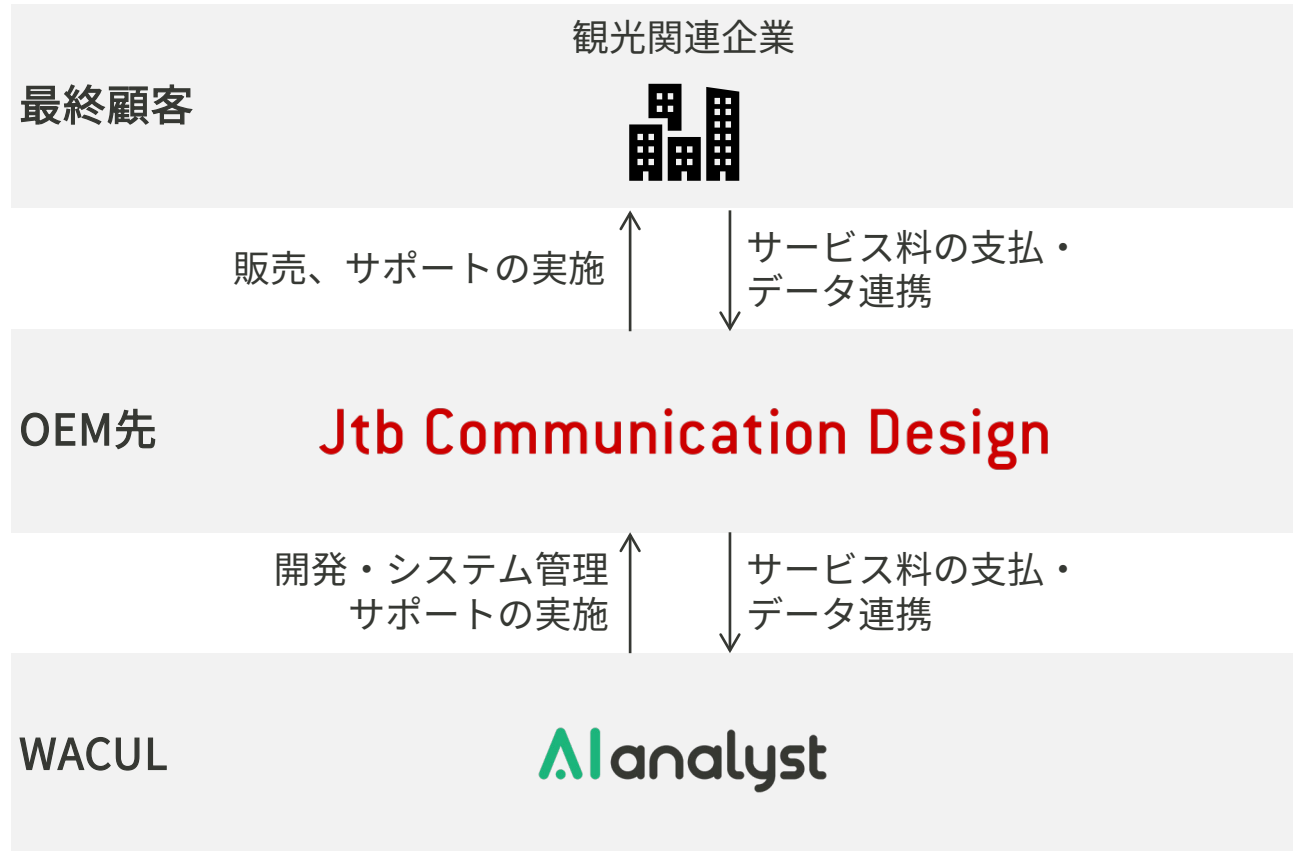 観光関連企業
最終顧客
販売、サポートの実施
サービス料の支払・
データ連携
OEM先
Jtb Communication Design
開発・システム管理
サポートの実施
サービス料の支払・
データ連携
WACUL
AI analyst